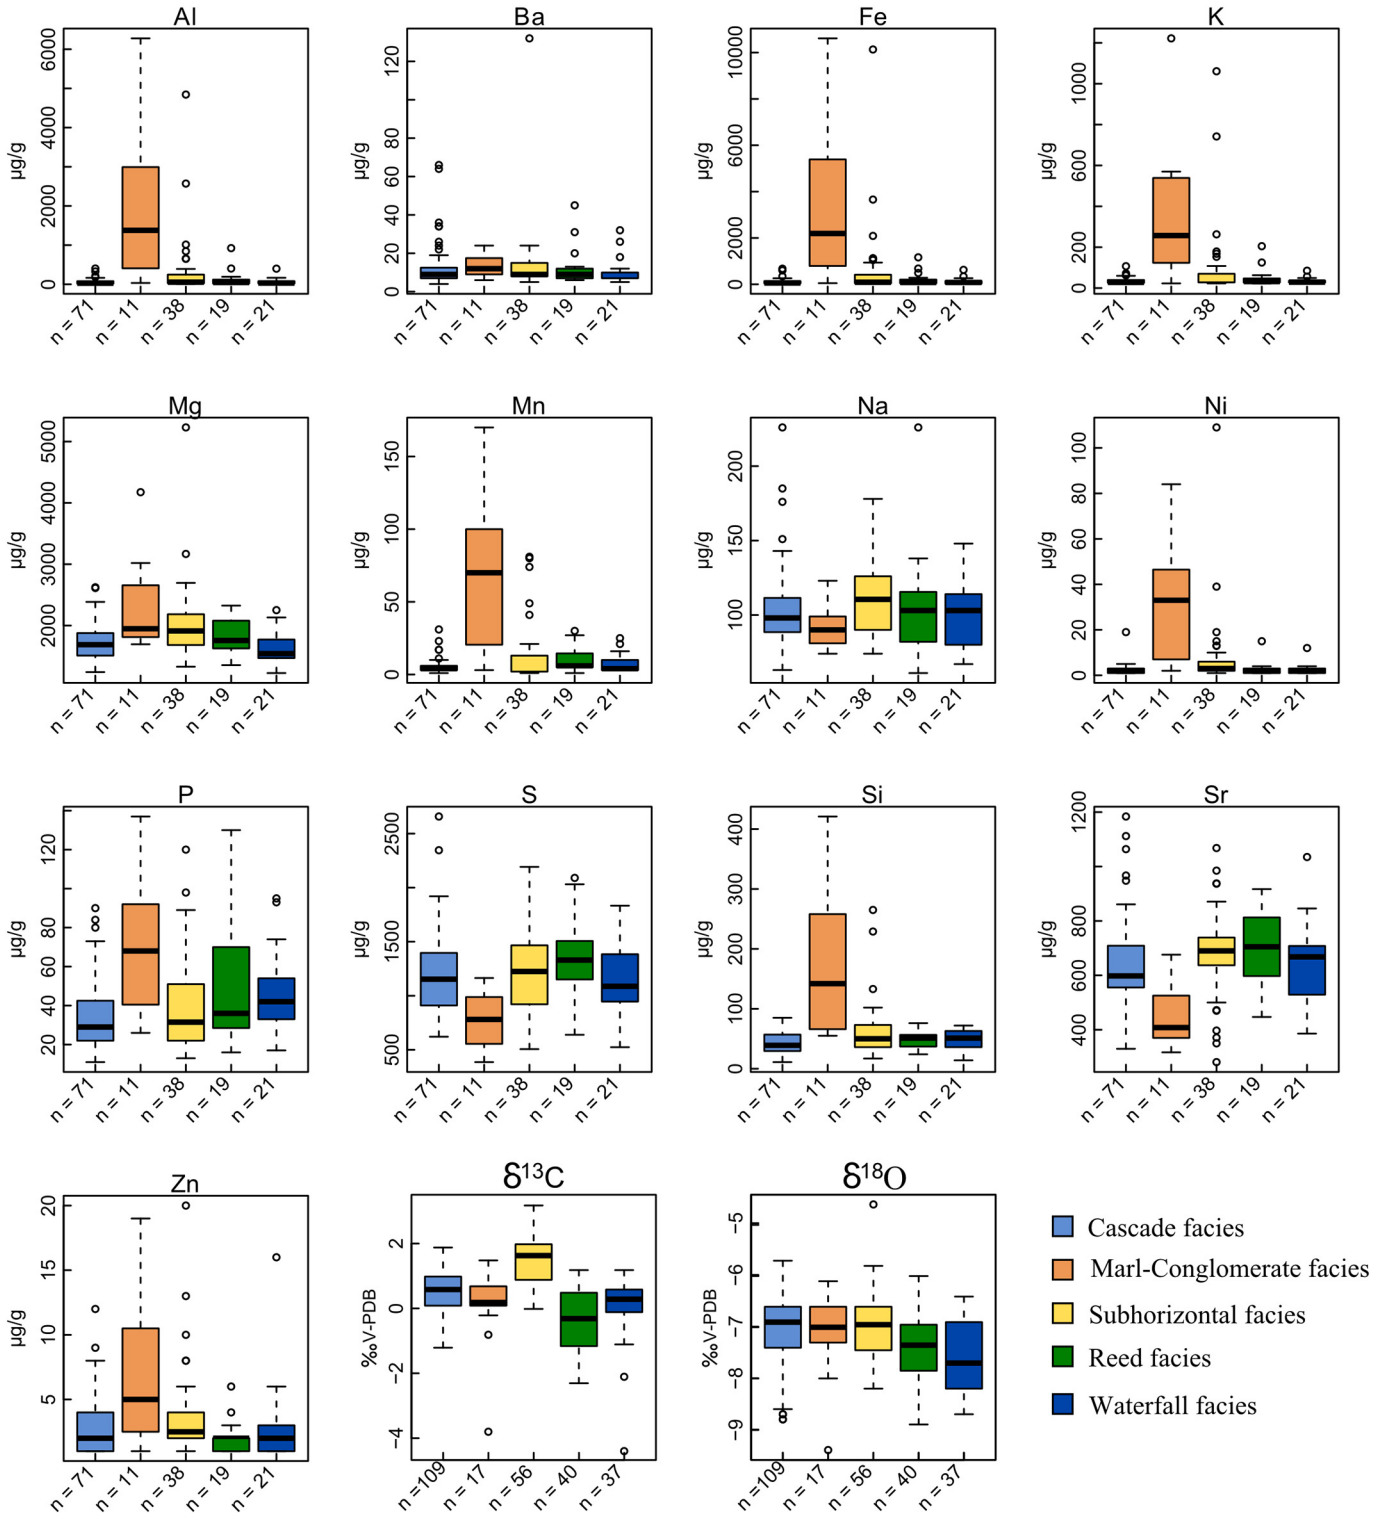 Al
Ba
Fe
K
µg/g
0
2000
4000
6000
n = 71
n = 11
n = 38
n = 19
n = 21
µg/g
0
20
40
60
80
120
n = 71
n = 11
n = 38
n = 19
n = 21
µg/g
0
2000
6000
10000
n = 71
n = 11
n = 38
n = 19
n = 21
µg/g
0
200
600
1000
n = 71
n = 11
n = 38
n = 19
n = 21
Mg
Mn
Na
Ni
µg/g
2000
3000
4000
5000
n = 71
n = 11
n = 38
n = 19
n = 21
µg/g
0
50
100
150
n = 71
n = 11
n = 38
n = 19
n = 21
µg/g
100
150
200
n = 71
n = 11
n = 38
n = 19
n = 21
µg/g
0
20
40
60
80
100
n = 71
n = 11
n = 38
n = 19
n = 21
P
S
Si
Sr
µg/g
20
40
60
80
120
n = 71
n = 11
n = 38
n = 19
n = 21
µg/g
500
1500
2500
n = 71
n = 11
n = 38
n = 19
n = 21
µg/g
0
100
200
300
400
n = 71
n = 11
n = 38
n = 19
n = 21
µg/g
400
600
800
1200
n = 71
n = 11
n = 38
n = 19
n = 21
Zn
δ¹³C
δ¹⁸O
µg/g
5
10
15
20
n = 71
n = 11
n = 38
n = 19
n = 21
‰V-PDB
−4
−2
0
2
n =109
n = 17
n = 56
n = 40
n = 37
‰V-PDB
−9
−8
−7
−6
−5
n =109
n = 17
n = 56
n = 40
n = 37
Cascade facies
Marl-Conglomerate facies
Subhorizontal facies
Reed facies
Waterfall facies